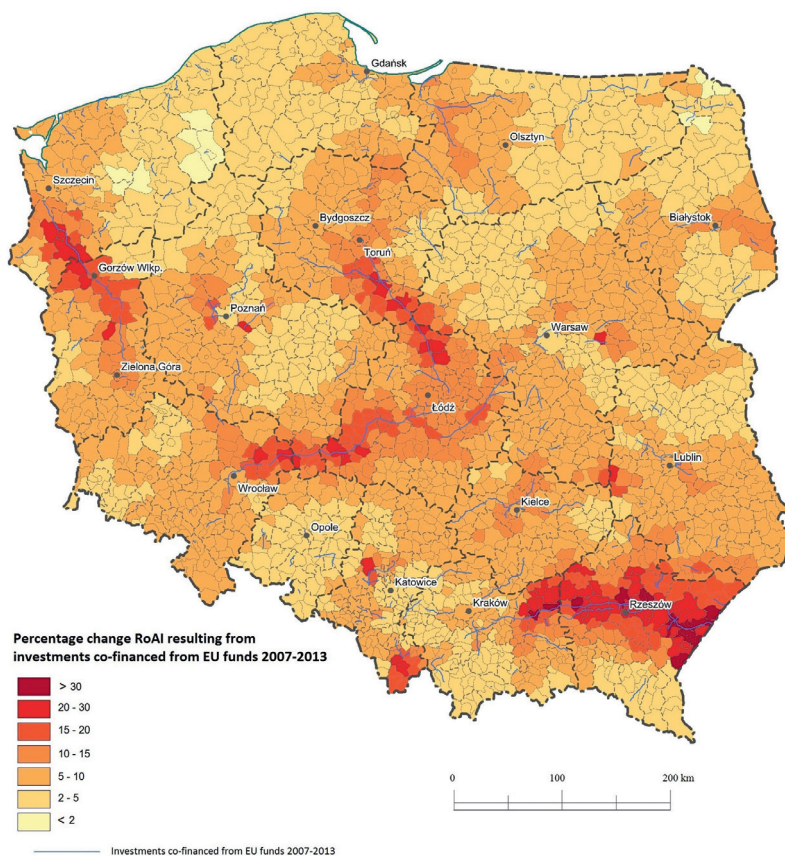 Gdańsk
Olsztyn
Szczecin
Bydgoszcz
Białystok
Toruń
Gorzów Wlkp.
Poznań
Warsaw
Zielona Góra
Łódź
Lublin
Wrocław
Kielce
Opole
Katowice
Kraków
Rzeszów
Percentage change RoAI resulting from
investments co-financed from EU funds 2007-2013
> 30
20 - 30
15 - 20
10 - 15
5 - 10
2 - 5
< 2
0 100 200 km
Investments co-financed from EU funds 2007-2013